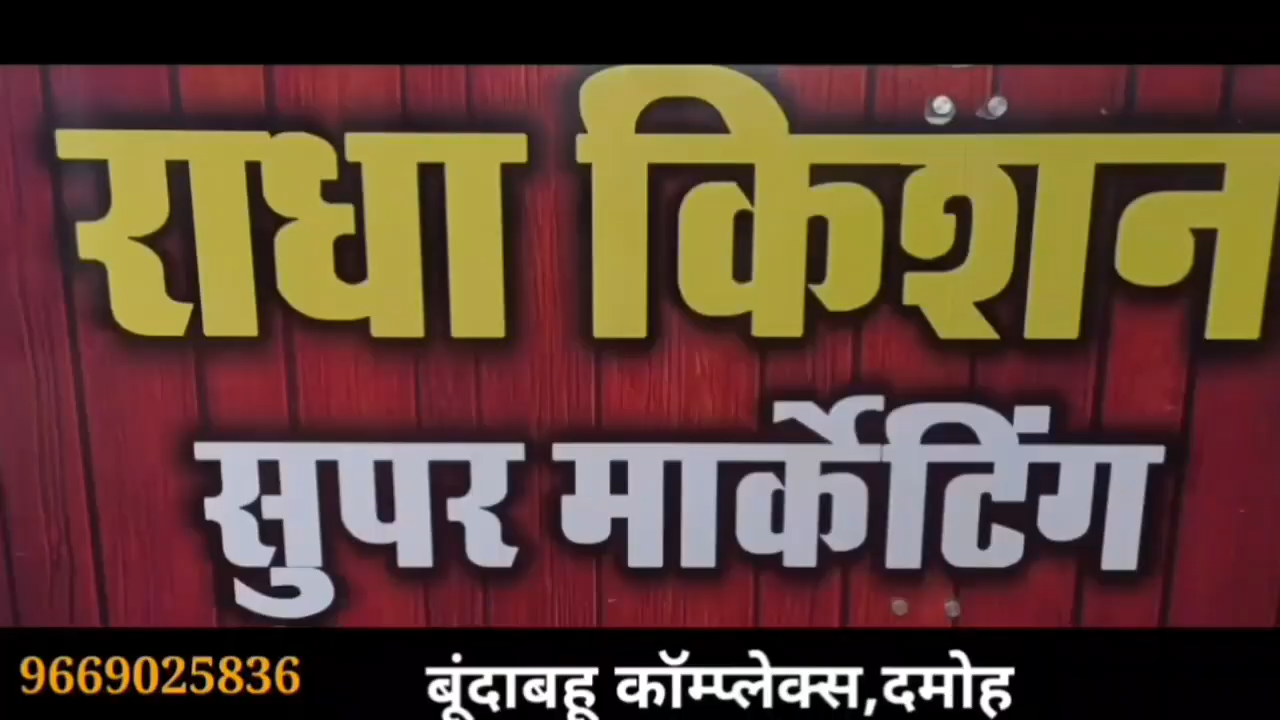 राधा किशन
सुपर मार्केटिंग
9669025836 बूंदाबहू कॉम्प्लेक्स,दमोह